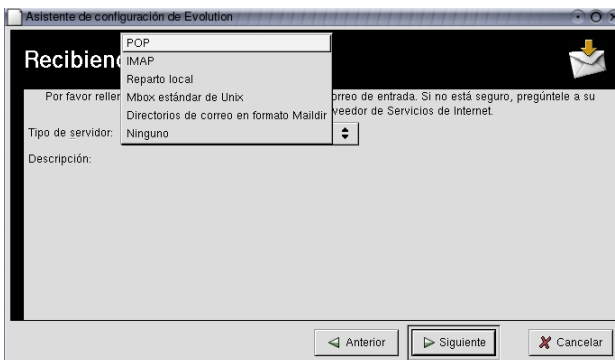 Asistente de configuración de Evolution
Recibien
POP
IMAP
Reparto local
Mbox estándar de Unix
Directorios de correo en formato Maildir
Ninguno
Por favor rellen orreo de entrada. Si no está seguro, pregúntele a su
veedor de Servicios de Internet.
Tipo de servidor:
Descripción:
Anterior
Siguiente
Cancelar